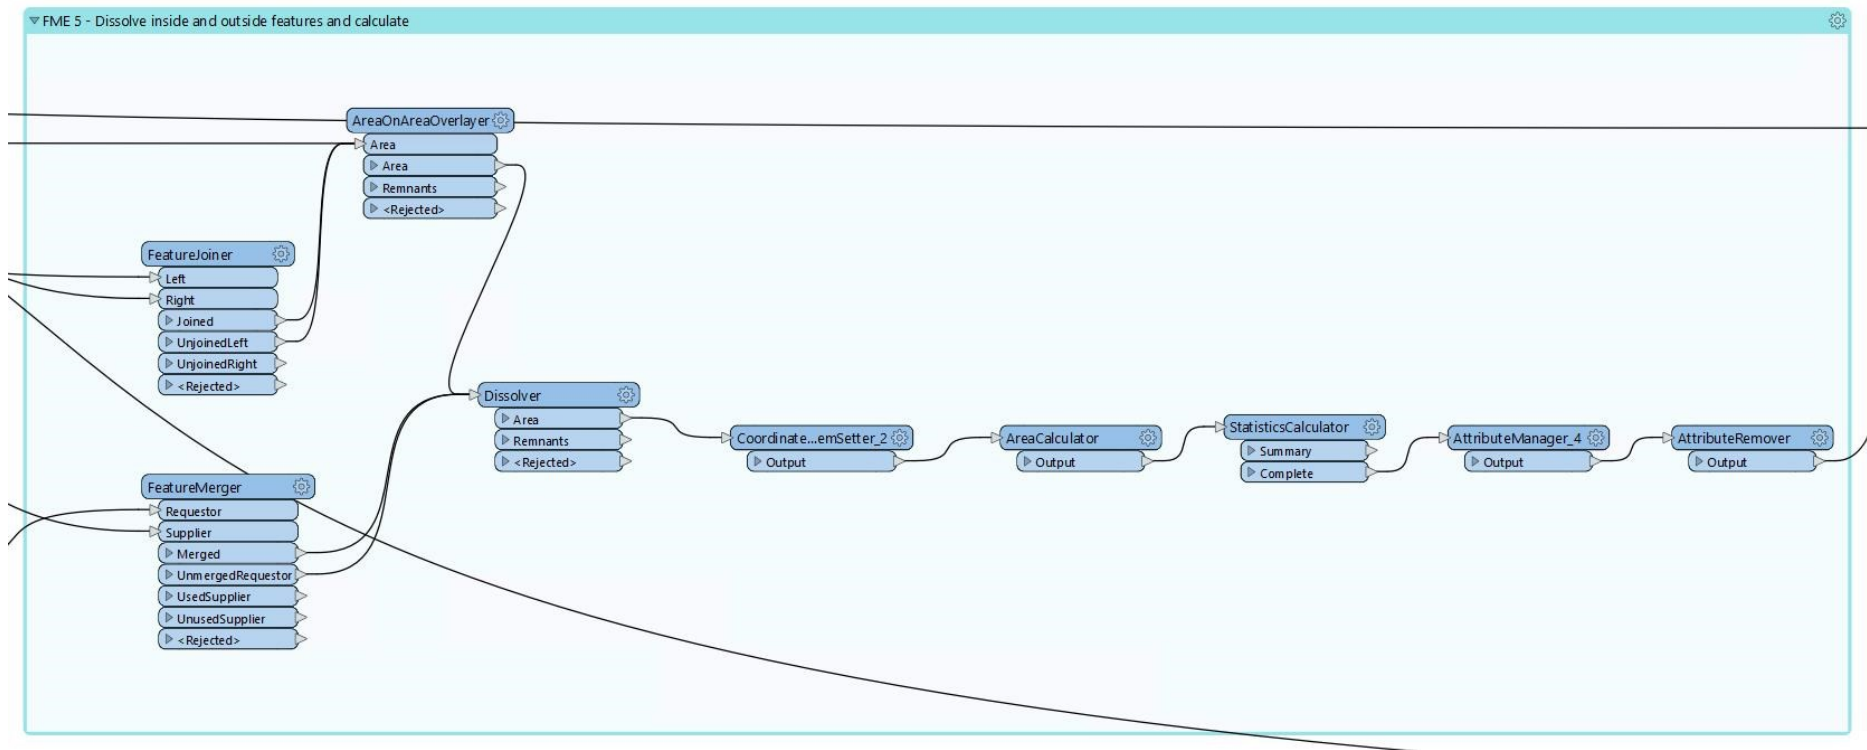 FME 5 - Dissolve inside and outside features and calculate
AreaOnAreaOverlayer
Area
Area
Remnants
<Rejected>
FeatureJoiner
Left
Right
Joined
UnjoinedLeft
UnjoinedRight
<Rejected>
FeatureMerger
Requestor
Supplier
Merged
UnmergedRequestor
UsedSupplier
UnusedSupplier
<Rejected>
Dissolver
Area
Remnants
<Rejected>
Coordinate...emSetter_2
Output
AreaCalculator
Output
StatisticsCalculator
Summary
Complete
AttributeManager_4
Output
AttributeRemover
Output